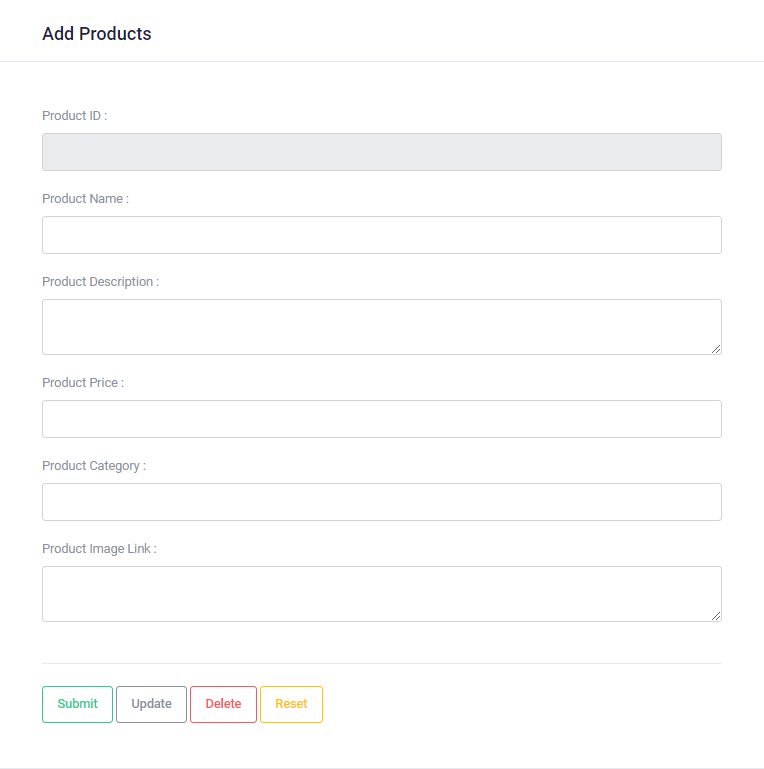 Add Products
Product ID :
Product Name :
Product Description :
Product Price :
Product Category :
Product Image Link :
Submit Update Delete Reset